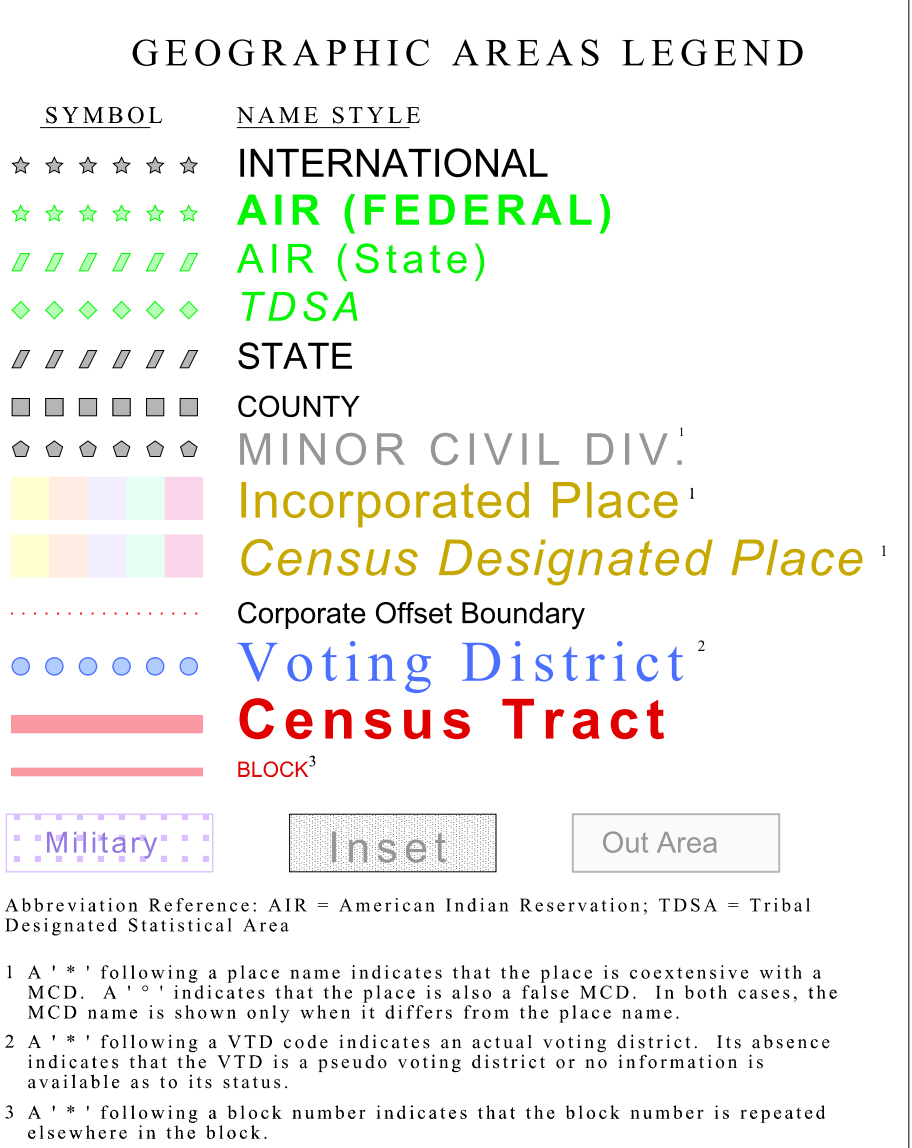 GEOGRAPHIC AREAS LEGEND
SYMBOL NAME STYLE
INTERNATIONAL
AIR (FEDERAL)
AIR (State)
TDSA
STATE
COUNTY
MINOR CIVIL DIV. 1
Incorporated Place 1
Census Designated Place 1
Corporate Offset Boundary
Voting District 2
Census Tract
BLOCK3
Military Inset Out Area
Abbreviation Reference: AIR = American Indian Reservation; TDSA = Tribal
Designated Statistical Area
1 A ' * ' following a place name indicates that the place is coextensive with a
MCD. A ' ° ' indicates that the place is also a false MCD. In both cases, the
MCD name is shown only when it differs from the place name.
2 A ' * ' following a VTD code indicates an actual voting district. Its absence
indicates that the VTD is a pseudo voting district or no information is
available as to its status.
3 A ' * ' following a block number indicates that the block number is repeated
elsewhere in the block.